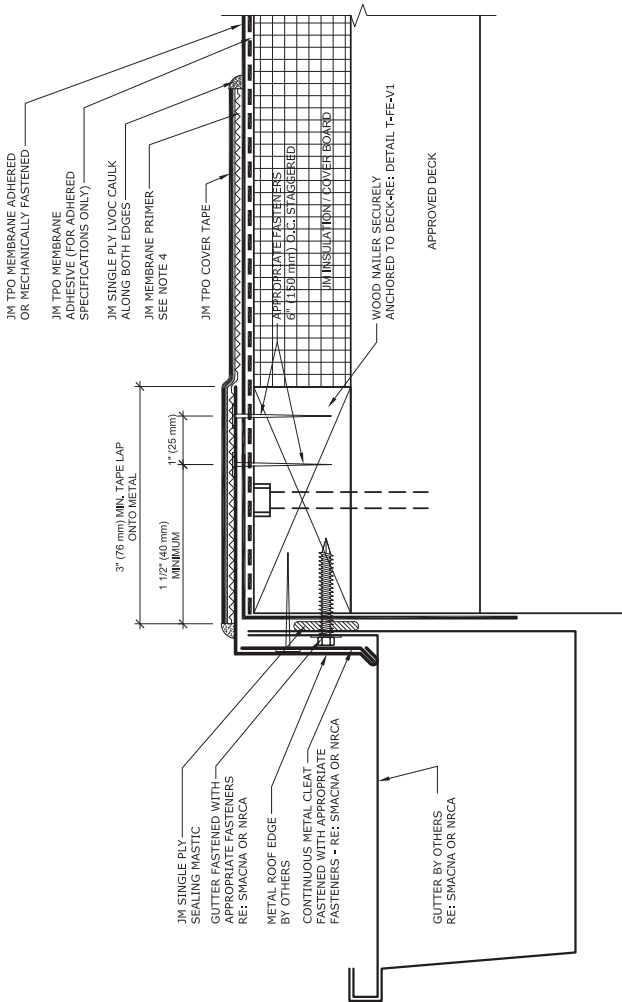 JM TPO MEMBRANE ADHERED
OR MECHANICALLY FASTENED
JM TPO MEMBRANE
ADHESIVE (FOR ADHERED
SPECIFICATIONS ONLY)
JM SINGLE PLY LVOC CAULK
ALONG BOTH EDGES
JM MEMBRANE PRIMER
SEE NOTE 4
JM TPO COVER TAPE
3" (76 mm) MIN. TAPE LAP
ONTO METAL
1" (25 mm)
1 1/2" (40 mm)
MINIMUM
APPROPRIATE FASTENERS
6" (150 mm) O.C. STAGGERED
JM INSULATION / COVER BOARD
WOOD NAILER SECURELY
ANCHORED TO DECK-RE: DETAIL T-FE-V1
APPROVED DECK
JM SINGLE PLY
SEALING MASTIC
GUTTER FASTENED WITH
APPROPRIATE FASTENERS
RE: SMACNA OR NRCA
METAL ROOF EDGE
BY OTHERS
CONTINUOUS METAL CLEAT
FASTENED WITH APPROPRIATE
FASTENERS - RE: SMACNA OR NRCA
GUTTER BY OTHERS
RE: SMACNA OR NRCA